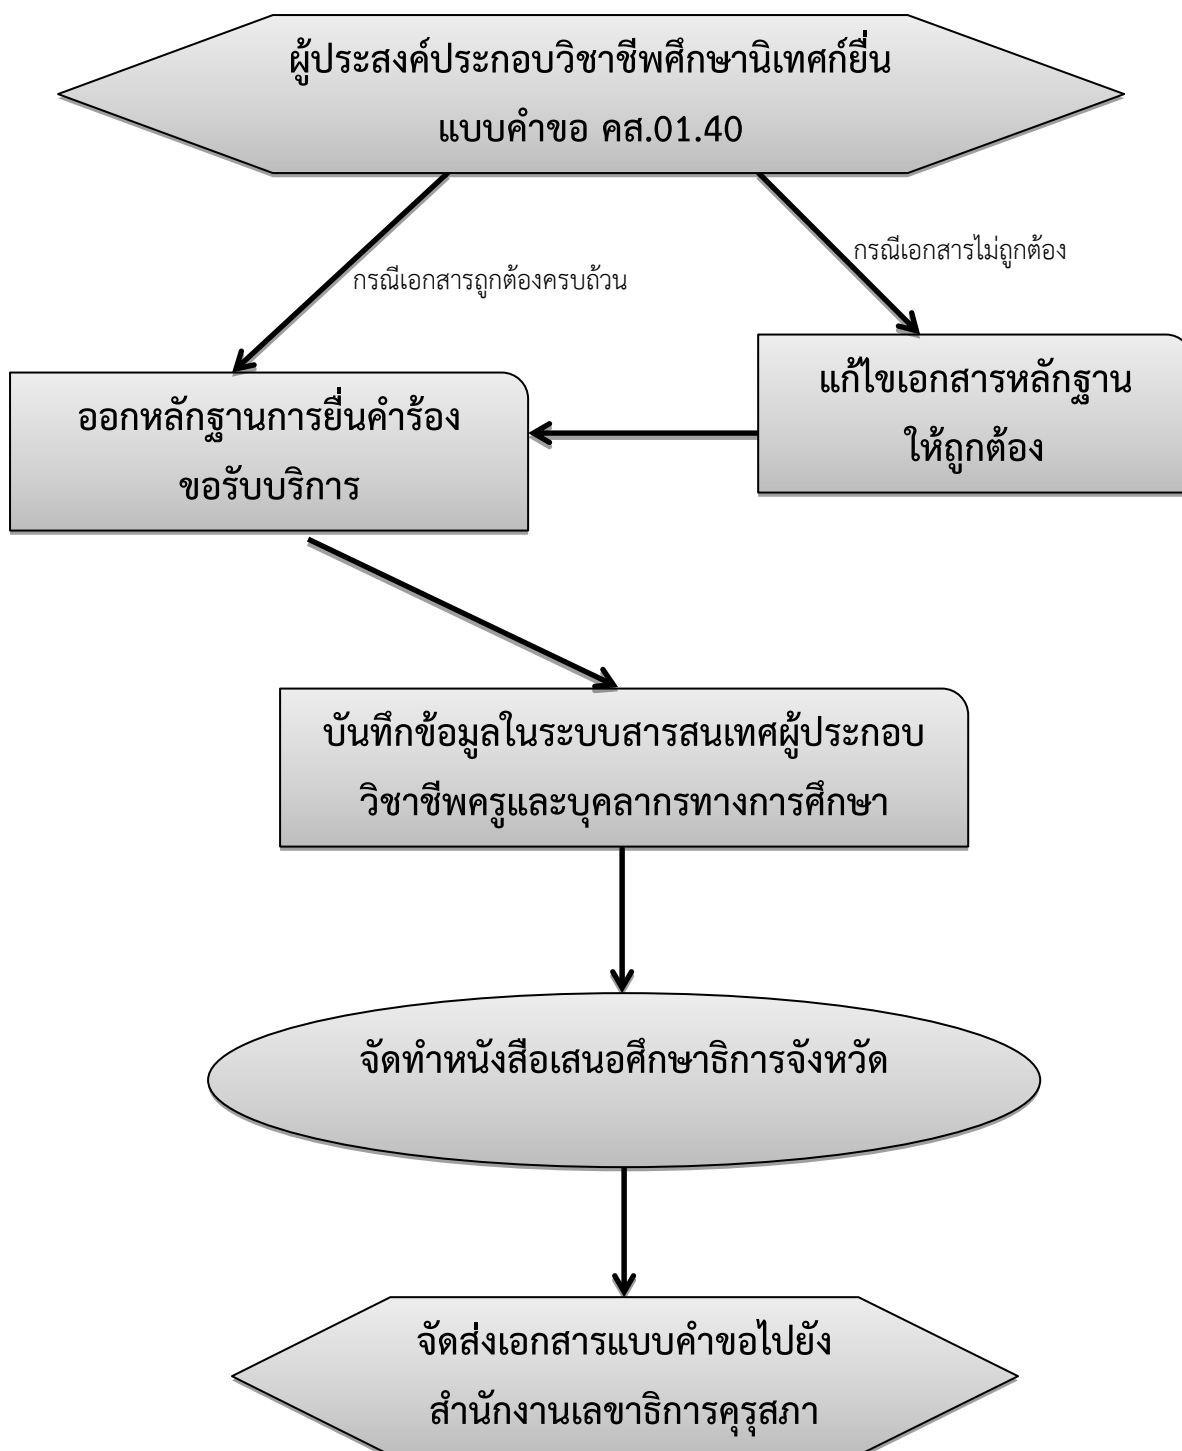 ผู้ประสงค์ประกอบวิชาชีพศึกษานิเทศก์ยื่น
แบบคำขอ คส.01.40
กรณีเอกสารไม่ถูกต้อง
กรณีเอกสารถูกต้องครบถ้วน
แก้ไขเอกสารหลักฐาน
ให้ถูกต้อง
ออกหลักฐานการยื่นคำร้อง
ขอรับบริการ
บันทึกข้อมูลในระบบสารสนเทศผู้ประกอบ
วิชาชีพครูและบุคลากรทางการศึกษา
จัดทำหนังสือเสนอศึกษาธิการจังหวัด
จัดส่งเอกสารแบบคำขอไปยัง
สำนักงานเลขาธิการคุรุสภา